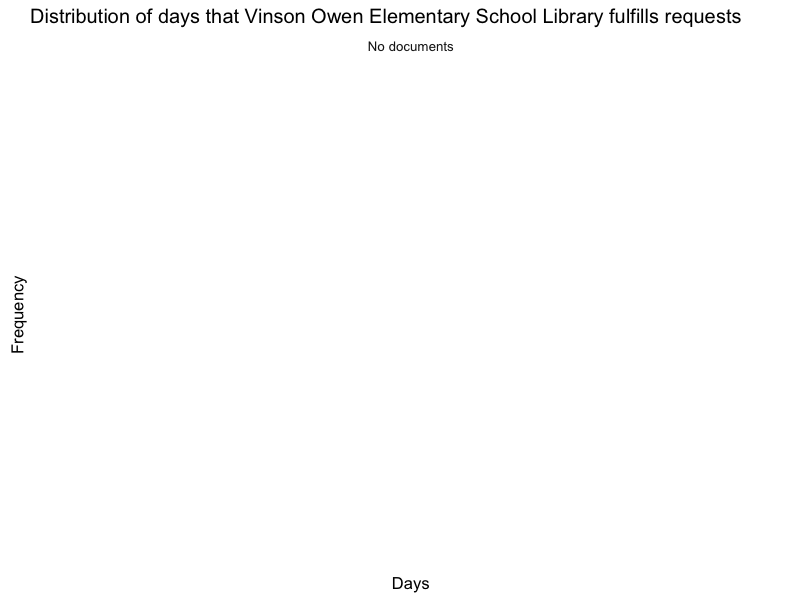 Distribution of days that Vinson Owen Elementary School Library fulfills requests
No documents
Frequency
Days